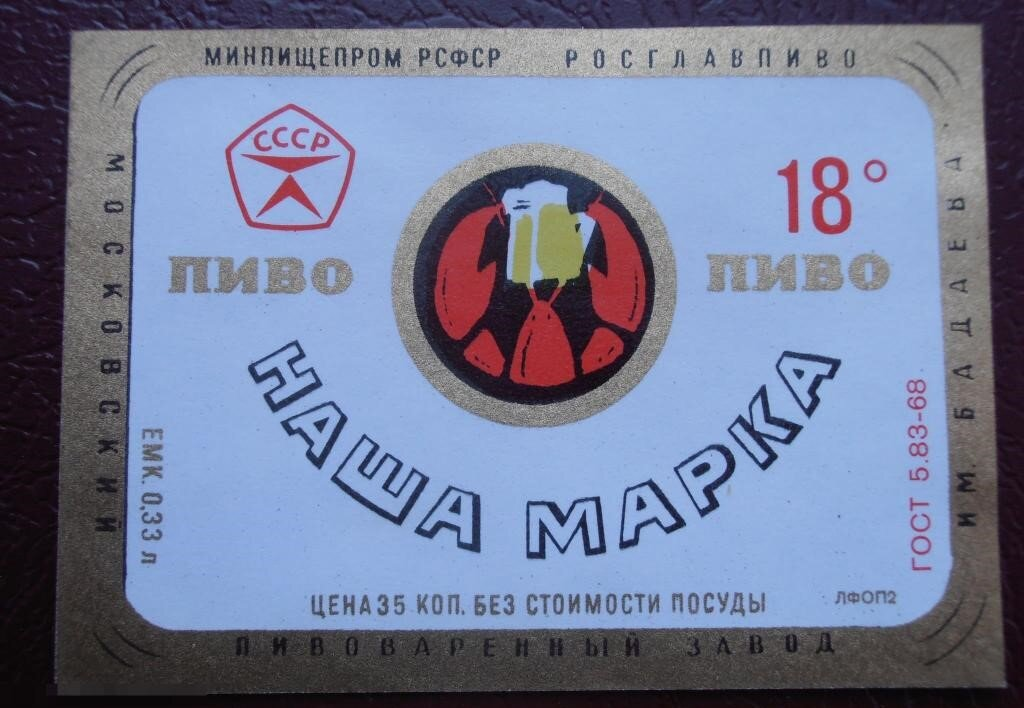 МИНПИЩЕПРОМ РСФСР РОСГЛАВПИВО
МОСКОВСКИЙ
ПИВОВАРЕННЫЙ ЗАВОД
ИМ. БАДАЕВА
СССР
18°
ПИВО
ПИВО
НАША МАРКА
ЕМК. 0,33 л
ГОСТ 5.83-68
ЦЕНА 35 КОП. БЕЗ СТОИМОСТИ ПОСУДЫ
ЛФОП2